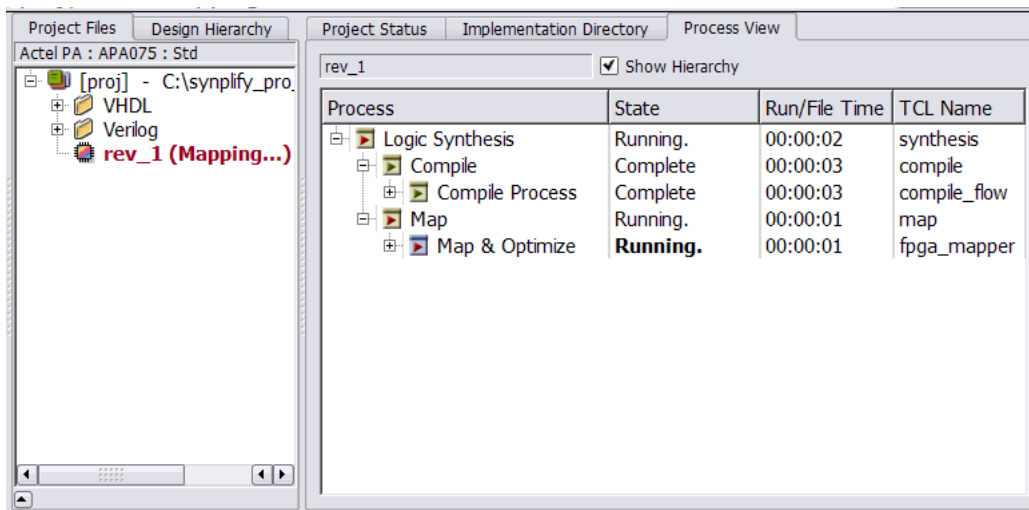 Project Files Design Hierarchy
Actel PA : APA075 : Std
[proj] - C:\synplify_pro_
VHDL
Verilog
rev_1 (Mapping...)
Project Status Implementation Directory Process View
rev_1 Show Hierarchy
Process State Run/File Time TCL Name
Logic Synthesis Running. 00:00:02 synthesis
Compile Complete 00:00:03 compile
Compile Process Complete 00:00:03 compile_flow
Map Running. 00:00:01 map
Map & Optimize Running. 00:00:01 fpga_mapper